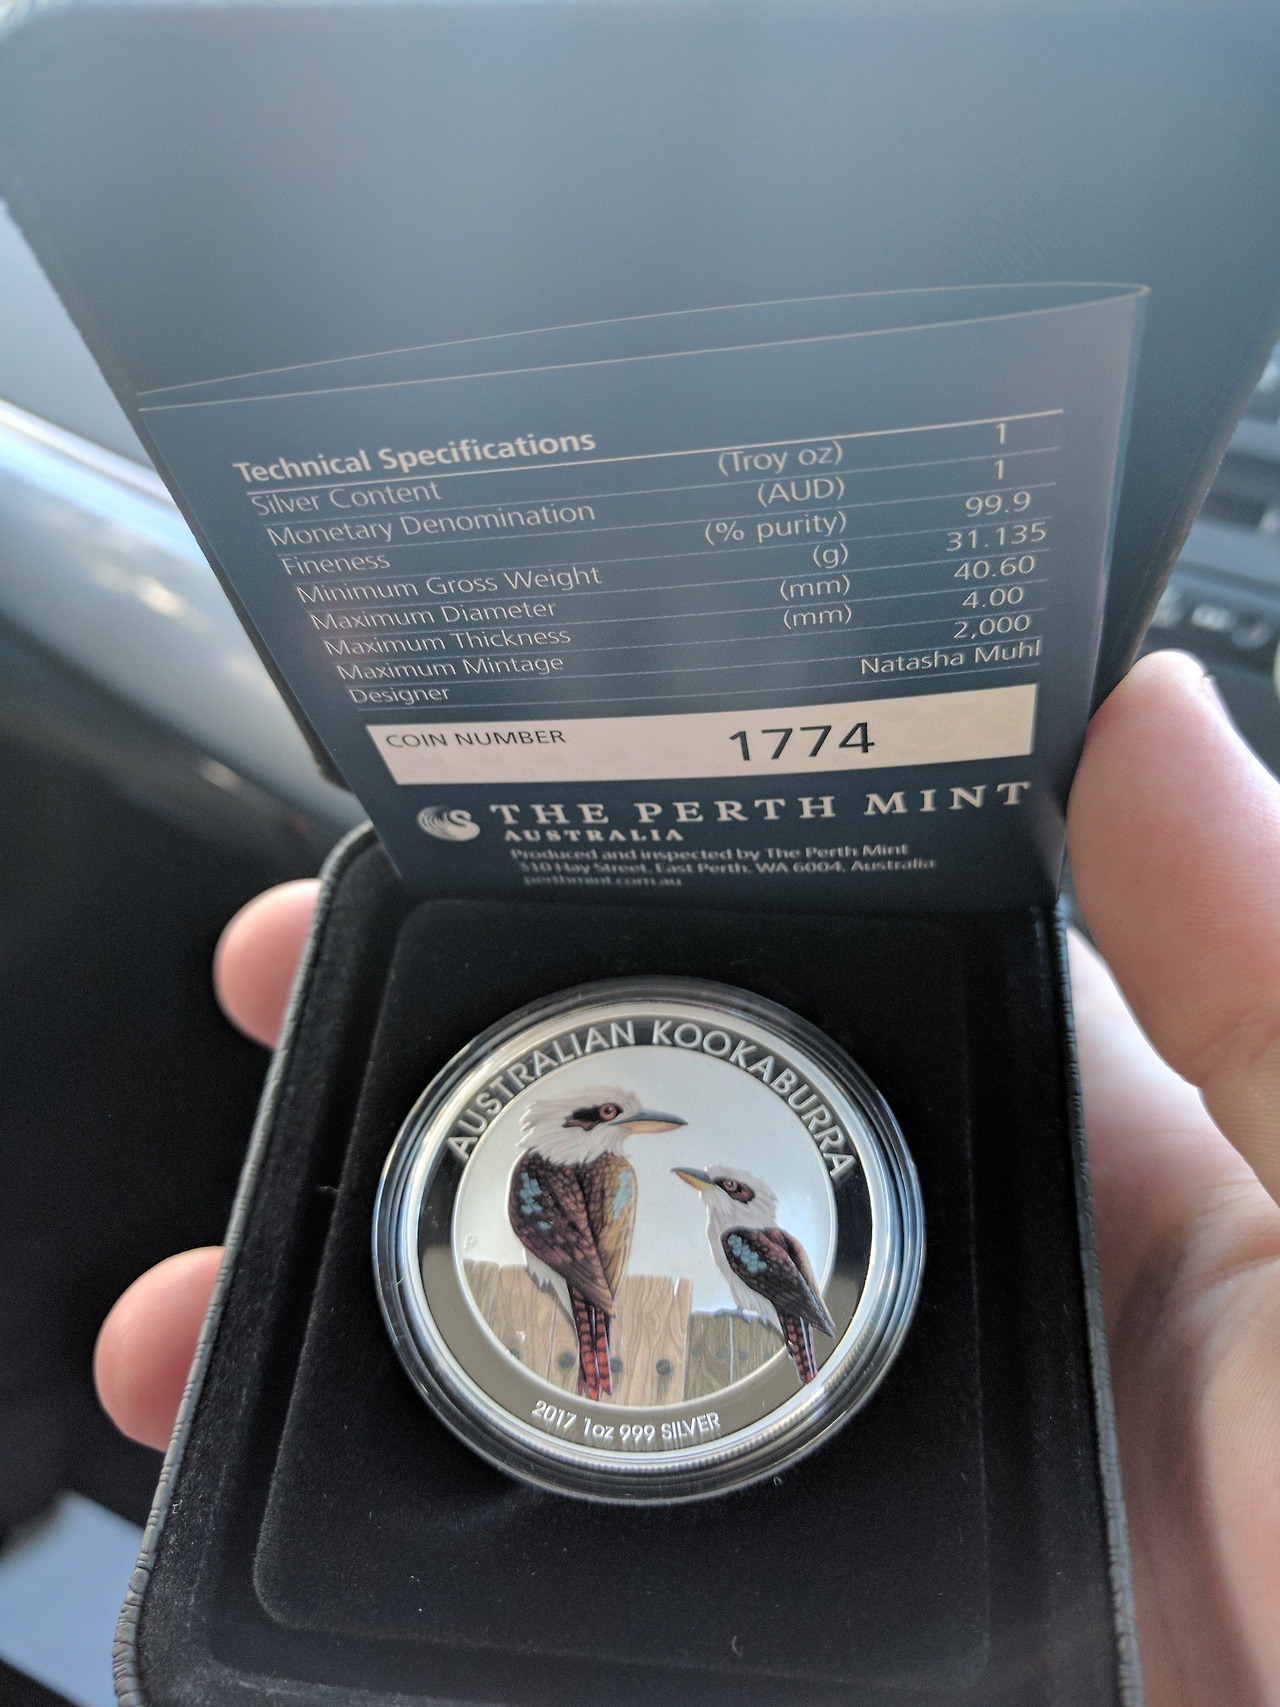 Technical Specifications
Silver Content (Troy oz) 1
Monetary Denomination (AUD) 1
Fineness (% purity) 99.9
Minimum Gross Weight (g) 31.135
Maximum Diameter (mm) 40.60
Maximum Thickness (mm) 4.00
Maximum Mintage 2,000
Designer Natasha Muhl
COIN NUMBER 1774
THE PERTH MINT
AUSTRALIA
Produced and inspected by The Perth Mint
310 Hay Street, East Perth, WA 6004, Australia
perthmint.com.au
AUSTRALIAN KOOKABURRA
P
2017 1oz 999 SILVER